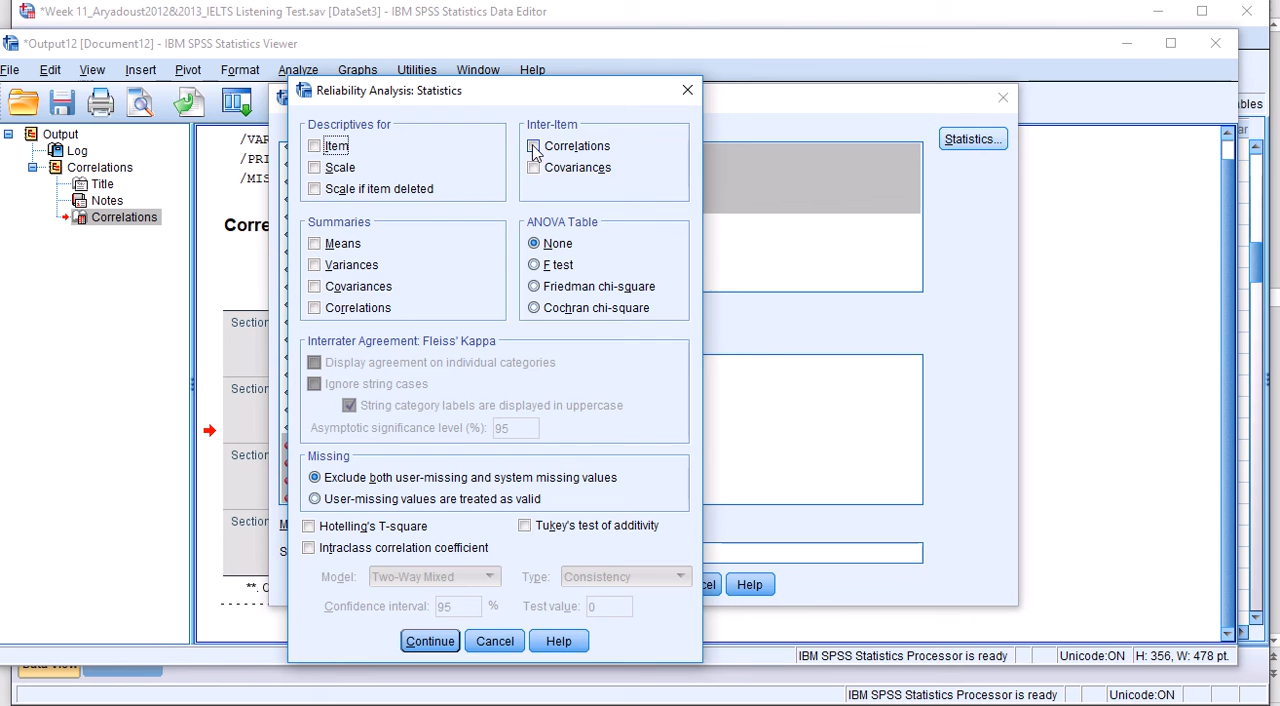 *Week 11_Aryadoust2012&2013_IELTS Listening Test.sav [DataSet3] - IBM SPSS Statistics Data Editor
*Output12 [Document12] - IBM SPSS Statistics Viewer
File Edit View Insert Pivot Format Analyze Graphs Utilities Window Help
Reliability Analysis: Statistics
Statistics...
ables
Output
Log
Correlations
Title
Notes
Correlations
/VAR
/PRI
/MIS
Corre
Section
Section
Section
Section
**. C
Descriptives for
Item
Scale
Scale if item deleted
Inter-Item
Correlations
Covariances
Summaries
Means
Variances
Covariances
Correlations
ANOVA Table
None
F test
Friedman chi-square
Cochran chi-square
Interrater Agreement: Fleiss' Kappa
Display agreement on individual categories
Ignore string cases
String category labels are displayed in uppercase
Asymptotic significance level (%): 95
Missing
Exclude both user-missing and system missing values
User-missing values are treated as valid
Hotelling's T-square Tukey's test of additivity
Intraclass correlation coefficient
Model: Two-Way Mixed Type: Consistency
Confidence interval: 95 % Test value: 0
Continue Cancel Help
M
S
cel Help
IBM SPSS Statistics Processor is ready Unicode:ON H: 356, W: 478 pt.
Data View
IBM SPSS Statistics Processor is ready Unicode:ON